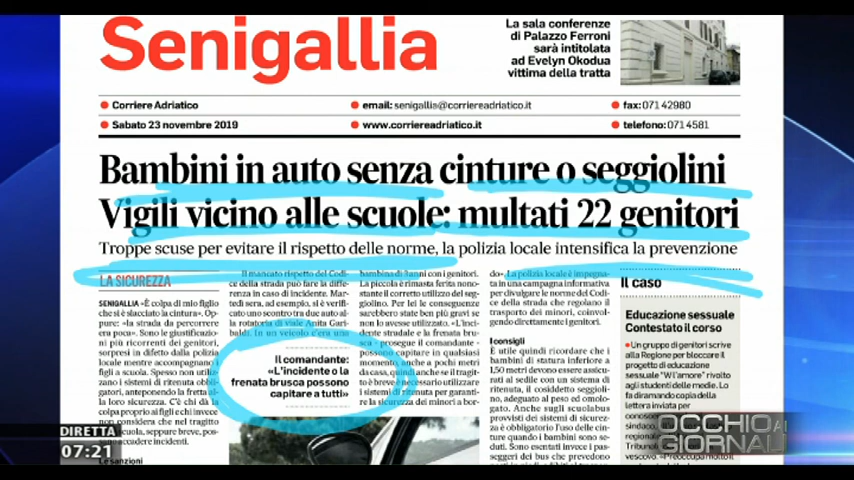 Senigallia
La sala conferenze
di Palazzo Ferroni
sarà intitolata
ad Evelyn Okodua
vittima della tratta
Corriere Adriatico
email: senigallia@corriereadriatico.it
fax: 071 42980
Sabato 23 novembre 2019
www.corriereadriatico.it
telefono: 071 4581
Bambini in auto senza cinture o seggiolini
Vigili vicino alle scuole: multati 22 genitori
Troppe scuse per evitare il rispetto delle norme, la polizia locale intensifica la prevenzione
LA SICUREZZA
SENIGALLIA «È colpa di mio figlio
che si è slacciato la cintura». Op-
pure: «la strada da percorrere
era poca». Sono le giustificazio-
ni più ricorrenti dei genitori,
sorpresi in difetto dalla polizia
locale mentre accompagnano i
figli a scuola. Spesso non utiliz-
zano i sistemi di ritenuta obbli-
gatori, anteponendo la fretta al-
la loro sicurezza. C'è chi dà la
colpa proprio ai figli e chi invece
non considera che nel tragitto
a scuola, seppure breve, pos-
sano accadere incidenti.
Le sanzioni
Il mancato rispetto del Codi-
ce della strada può fare la diffe-
renza in caso di incidente. Mar-
tedì sera, ad esempio, si è verifi-
cato uno scontro tra due auto al-
la rotatoria di viale Anita Gari-
baldi. In un veicolo c'era una
Il comandante:
«L'incidente o la
frenata brusca possono
capitare a tutti»
bambina di 3 anni con i genitori.
La piccola è rimasta ferita nono-
stante il corretto utilizzo del seg-
giolino. Per lei le conseguenze
sarebbero state ben più gravi se
non lo avesse utilizzato. «L'inci-
dente stradale e la frenata bru-
sca - prosegue il comandante -
possono capitare in qualsiasi
momento anche a pochi metri
da casa, quindi anche se il tragit-
to è breve è necessario utilizzare
i sistemi di ritenuta per garanti-
re la sicurezza dei minori a bor-
do». La polizia locale è impegna-
ta in una campagna informativa
per divulgare le norme del Codi-
ce della strada che regolano il
trasporto dei minori, coinvol-
gendo direttamente i genitori.
I consigli
È utile quindi ricordare che i
bambini di statura inferiore a
1,50 metri devono essere assicu-
rati al sedile con un sistema di
ritenuta, il cosiddetto seggioli-
no, adeguato al peso ed omolo-
gato. Anche sugli scuolabus
provvisti dei sistemi di sicurez-
za è obbligatorio l'uso delle cin-
ture quando i bambini sono se-
duti. Sono esentati invece i pas-
seggeri dei bus che prevedono
Il caso
Educazione sessuale
Contestato il corso
Un gruppo di genitori scrive
alla Regione per bloccare il
progetto di educazione
sessuale "W l'amore" rivolto
agli studenti delle medie. Lo
fa diramando copia della
lettera inviata per
sindaco,
regionale
Tribunale,
vescovo. «Preoccupa molto il
DIRETTA
07:21
OCCHIO AI
GIORNALI